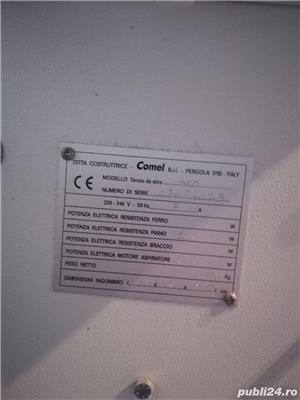 DITTA COSTRUTTRICE - Comel S.r.l. - PERGOLA (PS) - ITALY
CE MODELLO Tavolo da stiro
NUMERO DI SERIE
220 - 240 V - 50 Hz A
POTENZA ELETTRICA RESISTENZA FERRO W
POTENZA ELETTRICA RESISTENZA PIANO W
POTENZA ELETTRICA RESISTENZA BRACCIO W
POTENZA ELETTRICA MOTORE ASPIRATORE W
PESO NETTO Kg
DIMENSIONI INGOMBRO
© publi24.ro